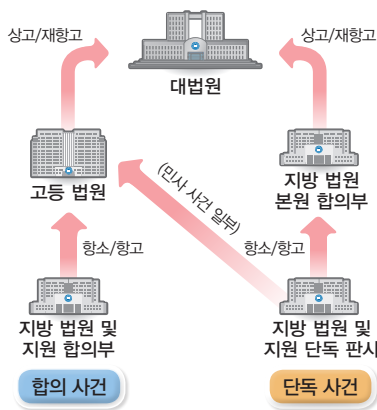 상고/재항고
상고/재항고
대법원
고등 법원
지방 법원
본원 합의부
(민사 사건 일부)
항소/항고
항소/항고
지방 법원 및
지원 합의부
지방 법원 및
지원 단독 판사
합의 사건
단독 사건